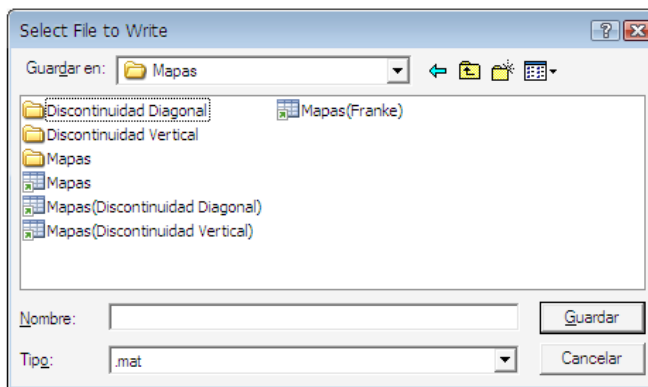 Select File to Write
Guardar en: Mapas
Discontinuidad Diagonal
Discontinuidad Vertical
Mapas
Mapas
Mapas(Discontinuidad Diagonal)
Mapas(Discontinuidad Vertical)
Mapas(Franke)
Nombre:
Guardar
Tipo: .mat
Cancelar